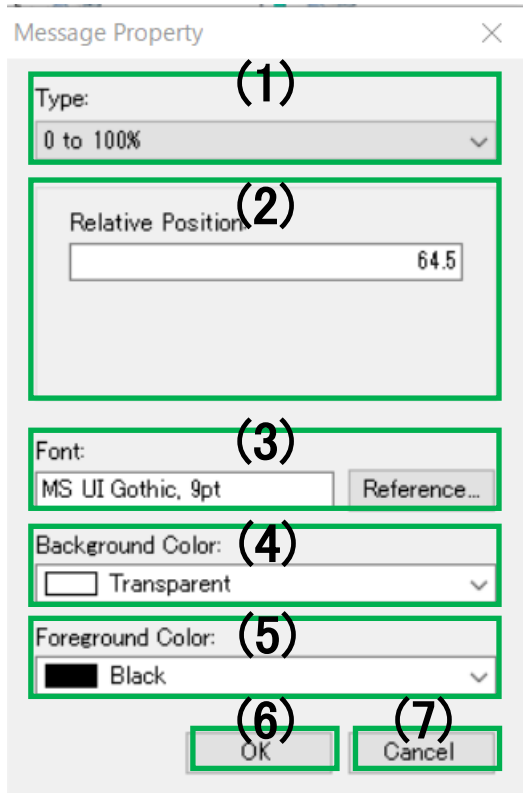 Message Property
(1)
Type:
0 to 100%
(2)
Relative Position:
64.5
(3)
Font:
MS UI Gothic, 9pt
Reference...
Background Color: (4)
Transparent
Foreground Color: (5)
Black
(6) (7)
OK Cancel